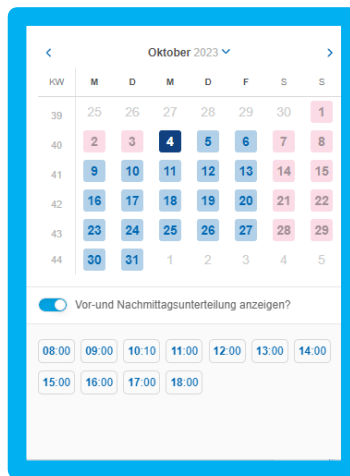 Oktober 2023
KW M D M D F S S
39 25 26 27 28 29 30 1
40 2 3 4 5 6 7 8
41 9 10 11 12 13 14 15
42 16 17 18 19 20 21 22
43 23 24 25 26 27 28 29
44 30 31 1 2 3 4 5
Vor-und Nachmittagsunterteilung anzeigen?
08:00 09:00 10:10 11:00 12:00 13:00 14:00
15:00 16:00 17:00 18:00